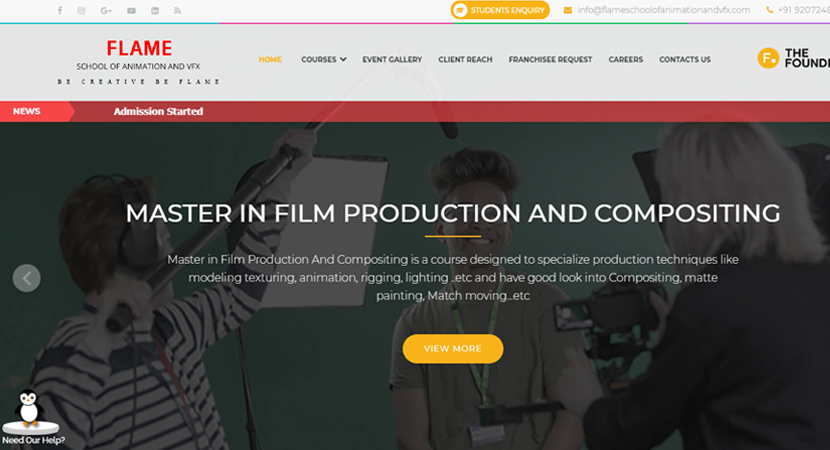 STUDENTS ENQUIRY
info@flameschoolofanimationandvfx.com
+91 9207248
FLAME
SCHOOL OF ANIMATION AND VFX
BE CREATIVE BE FLAME
HOME
COURSES
EVENT GALLERY
CLIENT REACH
FRANCHISEE REQUEST
CAREERS
CONTACTS US
F.
THE
FOUND
NEWS
Admission Started
MASTER IN FILM PRODUCTION AND COMPOSITING
Master in Film Production And Compositing is a course designed to specialize production techniques like
modeling texturing, animation, rigging, lighting ..etc and have good look into Compositing, matte
painting, Match moving...etc
VIEW MORE
Need Our Help?